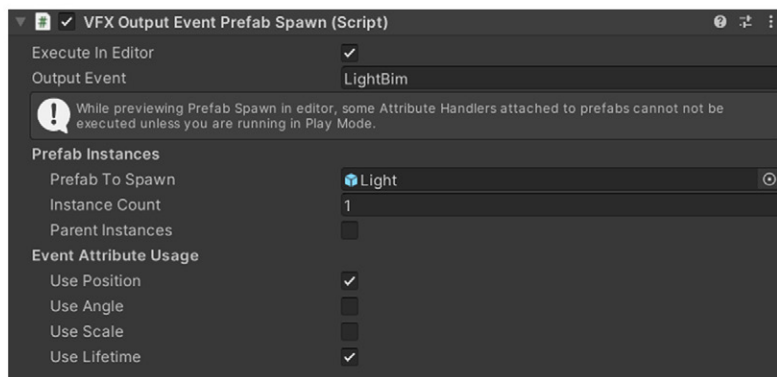 VFX Output Event Prefab Spawn (Script)
Execute In Editor
Output Event LightBim
While previewing Prefab Spawn in editor, some Attribute Handlers attached to prefabs cannot not be
executed unless you are running in Play Mode.
Prefab Instances
Prefab To Spawn Light
Instance Count 1
Parent Instances
Event Attribute Usage
Use Position
Use Angle
Use Scale
Use Lifetime